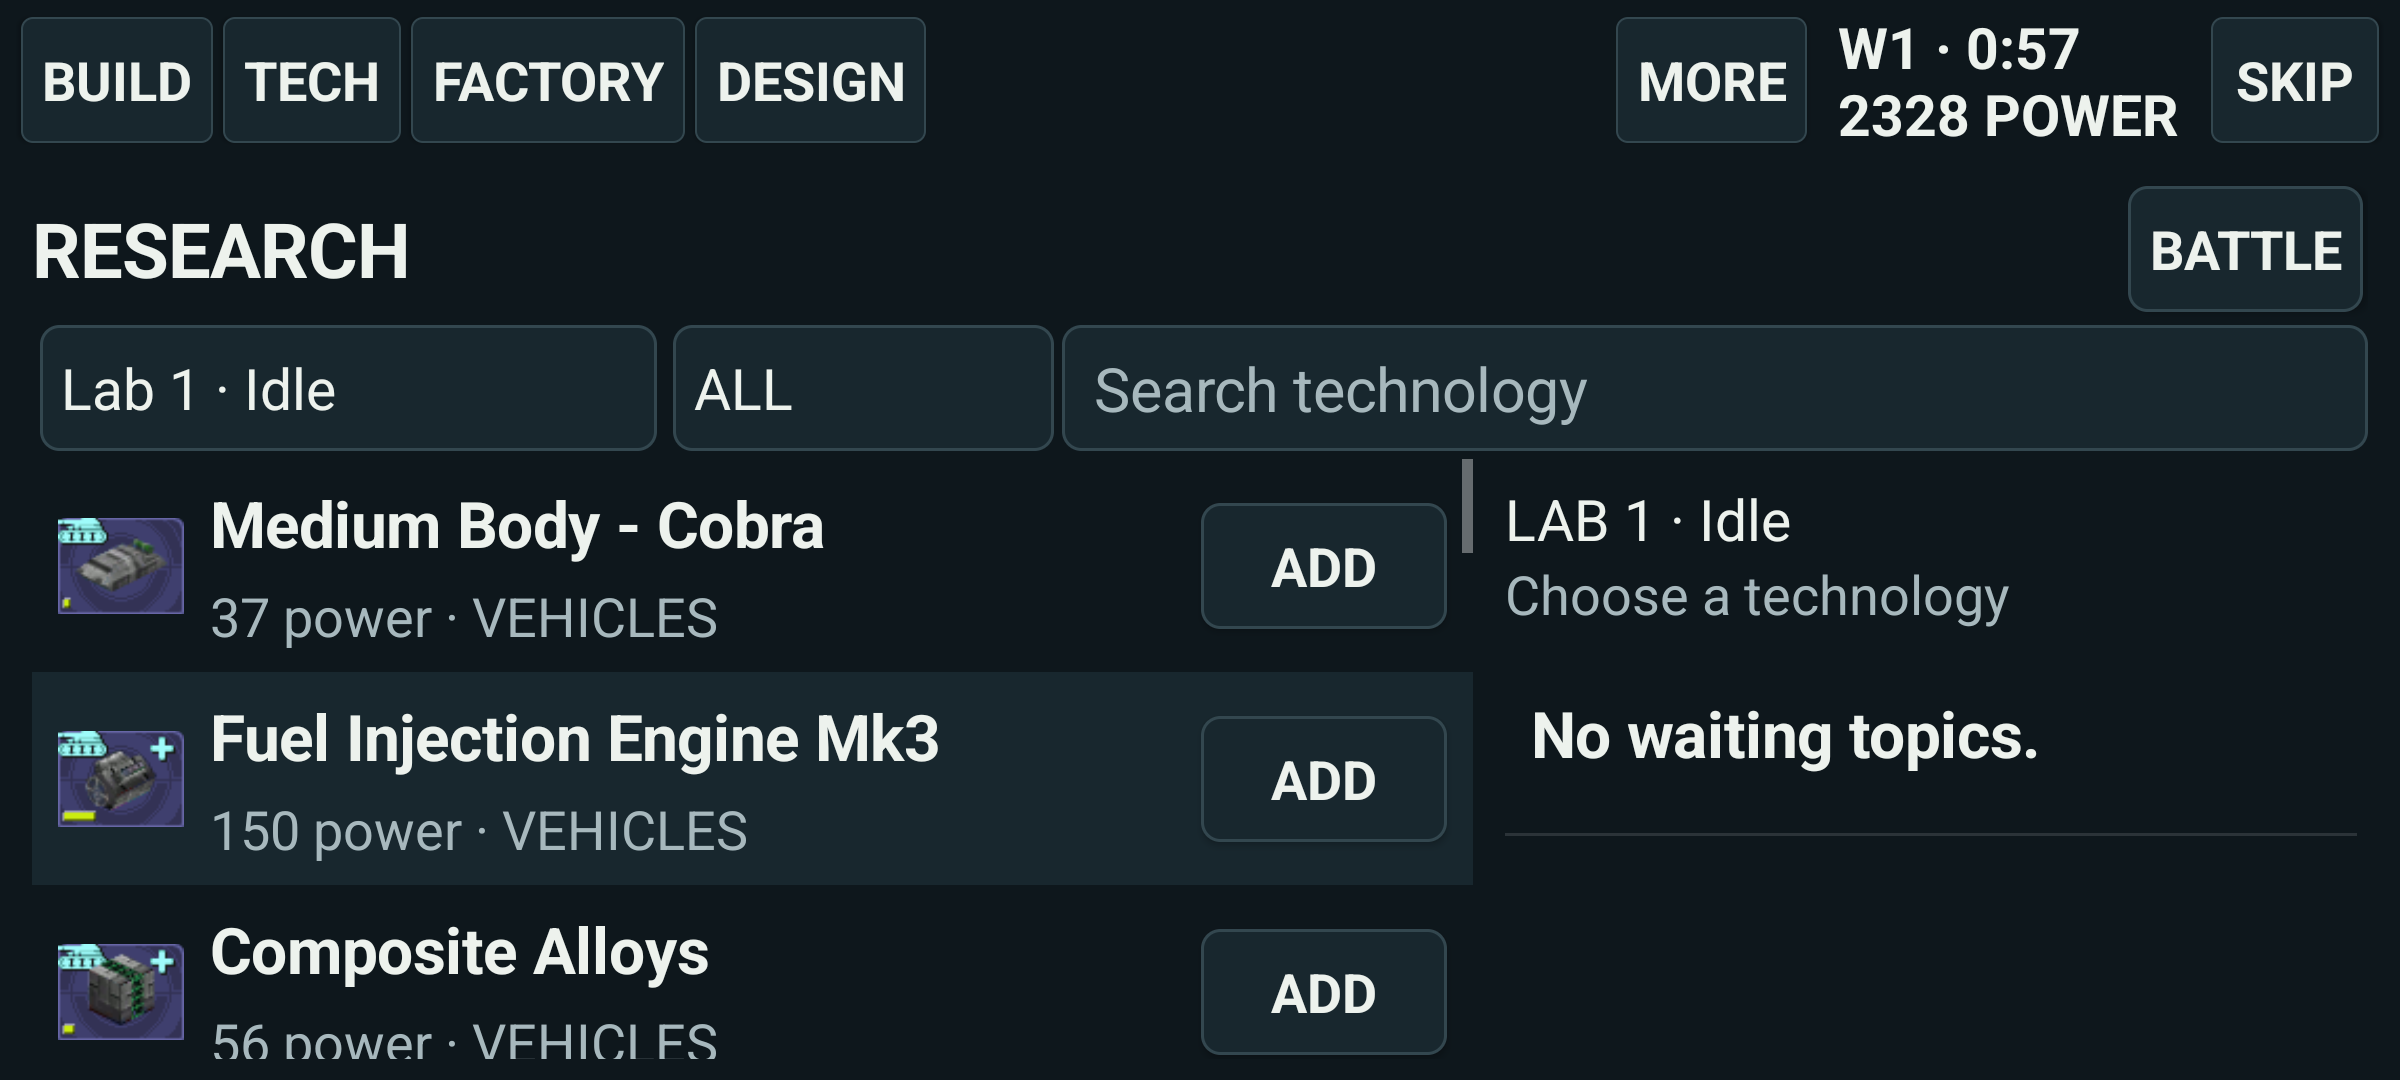 BUILD TECH FACTORY DESIGN MORE W1 · 0:57 SKIP
2328 POWER
RESEARCH BATTLE
Lab 1 · Idle ALL Search technology
Medium Body - Cobra ADD
37 power · VEHICLES
LAB 1 · Idle
Choose a technology
Fuel Injection Engine Mk3 ADD
150 power · VEHICLES
No waiting topics.
Composite Alloys ADD
56 power · VEHICLES